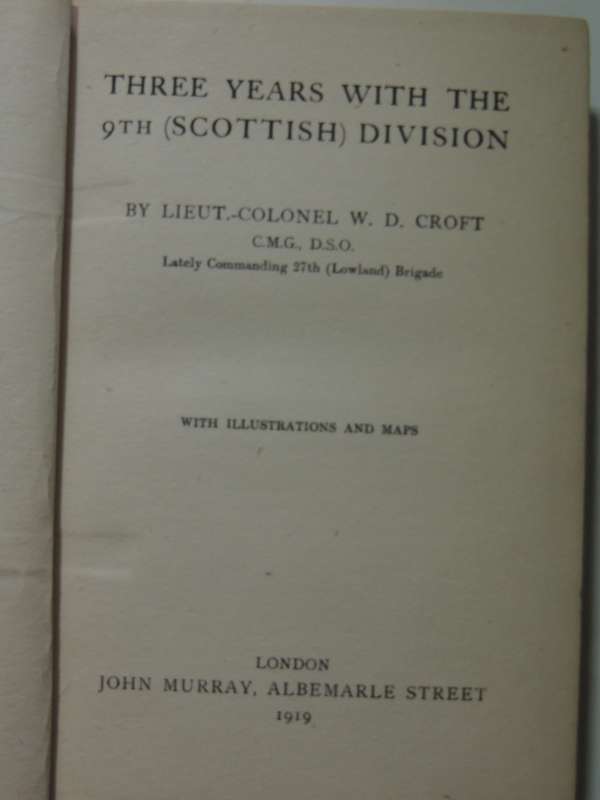 THREE YEARS WITH THE
9TH (SCOTTISH) DIVISION
BY LIEUT.-COLONEL W. D. CROFT
C.M.G., D.S.O.
Lately Commanding 27th (Lowland) Brigade
WITH ILLUSTRATIONS AND MAPS
LONDON
JOHN MURRAY, ALBEMARLE STREET
1919